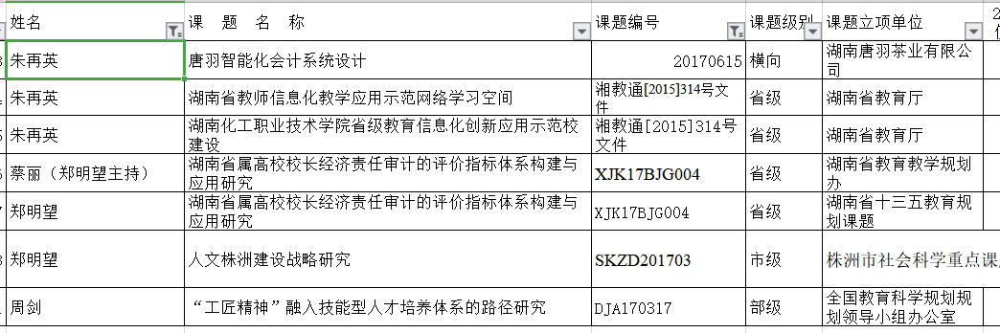 姓名
课 题 名 称
课题编号
课题级别
课题立项单位
2
朱再英
唐羽智能化会计系统设计
20170615
横向
湖南唐羽茶业有限公
司
朱再英
湖南省教师信息化教学应用示范网络学习空间
湘教通[2015]314号文
件
省级
湖南省教育厅
朱再英
湖南化工职业技术学院省级教育信息化创新应用示范校
建设
湘教通[2015]314号
文件
省级
湖南省教育厅
蔡丽（郑明望主持）
湖南省属高校校长经济责任审计的评价指标体系构建与
应用研究
XJK17BJG004
省级
湖南省教育教学规划
办
郑明望
湖南省属高校校长经济责任审计的评价指标体系构建与
应用研究
XJK17BJG004
省级
湖南省十三五教育规
划课题
郑明望
人文株洲建设战略研究
SKZD201703
市级
株洲市社会科学重点课
周剑
“工匠精神”融入技能型人才培养体系的路径研究
DJA170317
部级
全国教育科学规划规
划领导小组办公室